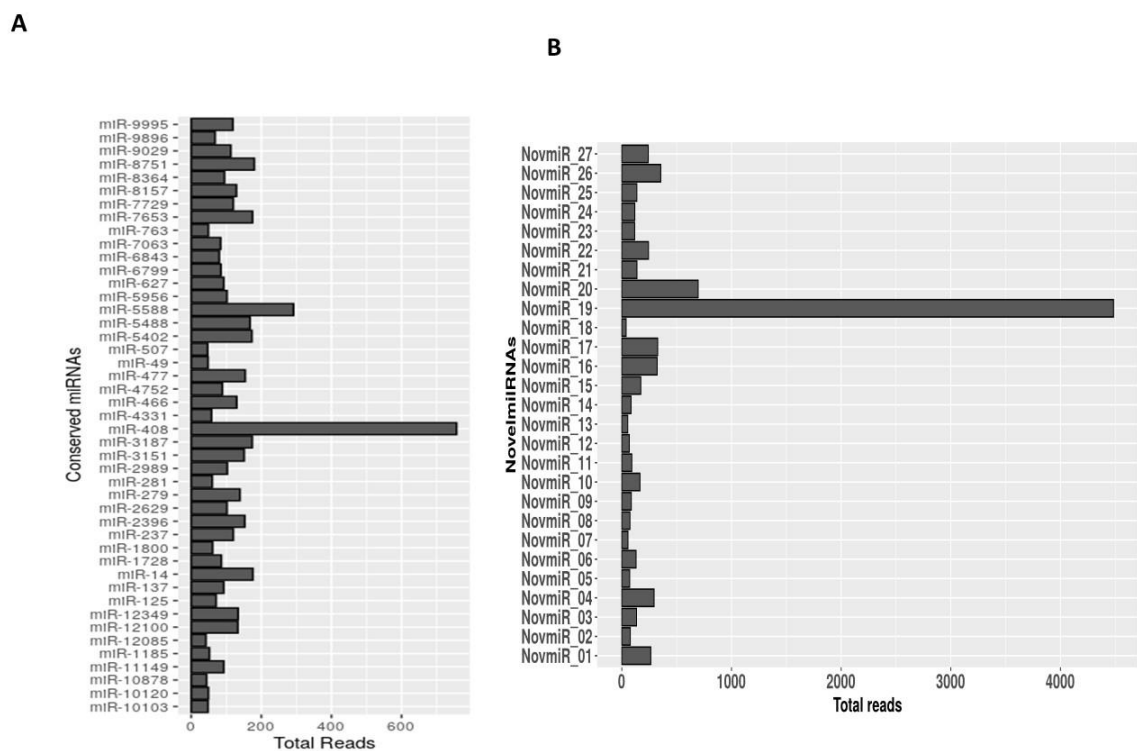 A
B
Conserved miRNAs
miR-9995
miR-9896
miR-9029
miR-8751
miR-8364
miR-8157
miR-7729
miR-7653
miR-763
miR-7063
miR-6843
miR-6799
miR-627
miR-5956
miR-5588
miR-5488
miR-5402
miR-507
miR-49
miR-477
miR-4752
miR-466
miR-4331
miR-408
miR-3187
miR-3151
miR-2989
miR-281
miR-279
miR-2629
miR-2396
miR-237
miR-1800
miR-1728
miR-14
miR-137
miR-125
miR-12349
miR-12100
miR-12085
miR-1185
miR-11149
miR-10878
miR-10120
miR-10103
0 200 400 600
Total Reads
NovelmilRNAs
NovmiR_27
NovmiR_26
NovmiR_25
NovmiR_24
NovmiR_23
NovmiR_22
NovmiR_21
NovmiR_20
NovmiR_19
NovmiR_18
NovmiR_17
NovmiR_16
NovmiR_15
NovmiR_14
NovmiR_13
NovmiR_12
NovmiR_11
NovmiR_10
NovmiR_09
NovmiR_08
NovmiR_07
NovmiR_06
NovmiR_05
NovmiR_04
NovmiR_03
NovmiR_02
NovmiR_01
0 1000 2000 3000 4000
Total reads